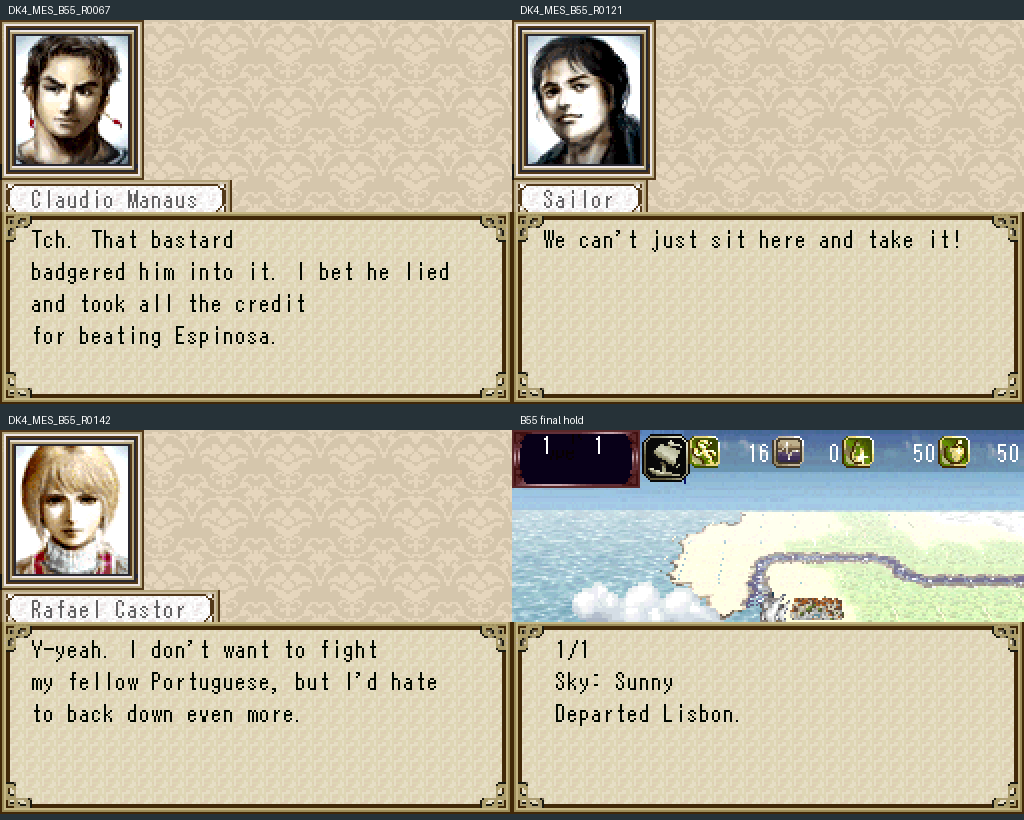 DK4_MES_B55_R0067
Claudio Manaus
Tch. That bastard
badgered him into it. I bet he lied
and took all the credit
for beating Espinosa.
DK4_MES_B55_R0121
Sailor
We can't just sit here and take it!
DK4_MES_B55_R0142
Rafael Castor
Y-yeah. I don't want to fight
my fellow Portuguese, but I'd hate
to back down even more.
B55 final hold
1 1 16 0 50 50
1/1
Sky: Sunny
Departed Lisbon.